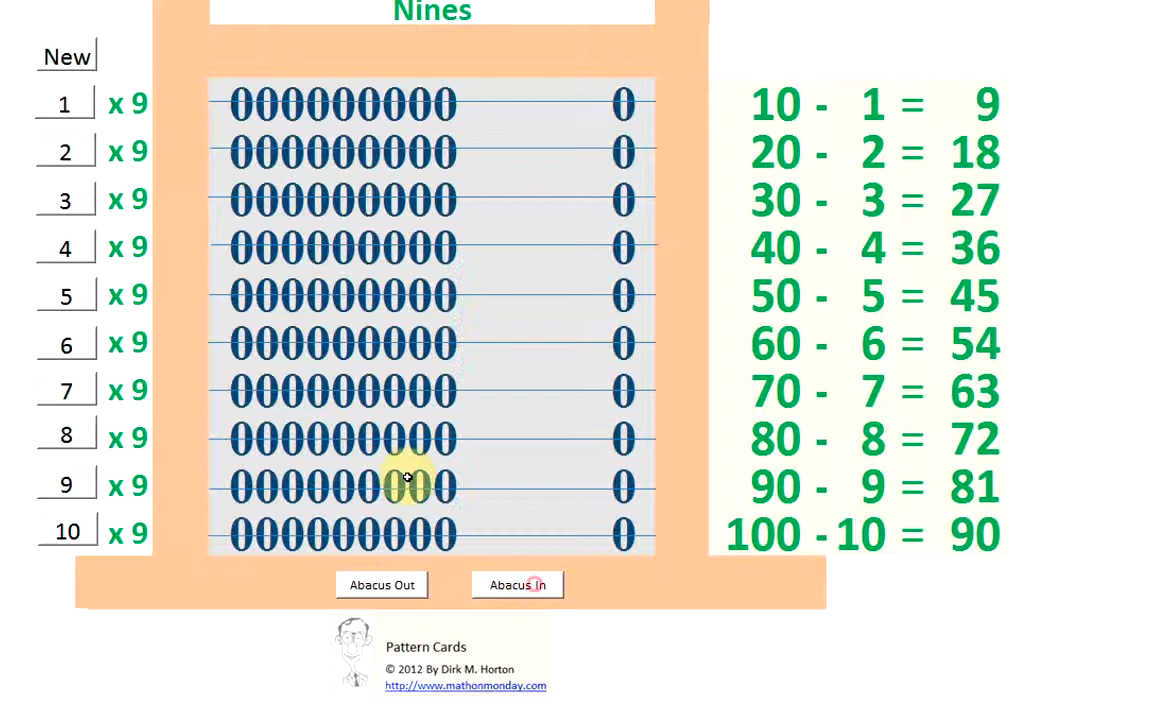 Nines
New
1 x 9 000000000 0 10 - 1 = 9
2 x 9 000000000 0 20 - 2 = 18
3 x 9 000000000 0 30 - 3 = 27
4 x 9 000000000 0 40 - 4 = 36
5 x 9 000000000 0 50 - 5 = 45
6 x 9 000000000 0 60 - 6 = 54
7 x 9 000000000 0 70 - 7 = 63
8 x 9 000000000 0 80 - 8 = 72
9 x 9 000000000 0 90 - 9 = 81
10 x 9 000000000 0 100 - 10 = 90
Abacus Out Abacus In
Pattern Cards
© 2012 By Dirk M. Horton
http://www.mathonmonday.com